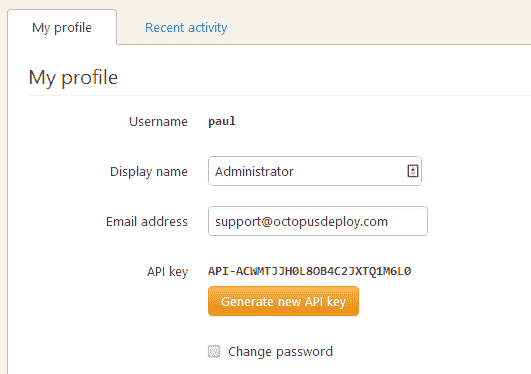 My profile
Recent activity
My profile
Username paul
Display name Administrator
Email address support@octopusdeploy.com
API key API-ACWMTJJH0L8OB4C2JXTQ1M6L0
Generate new API key
Change password